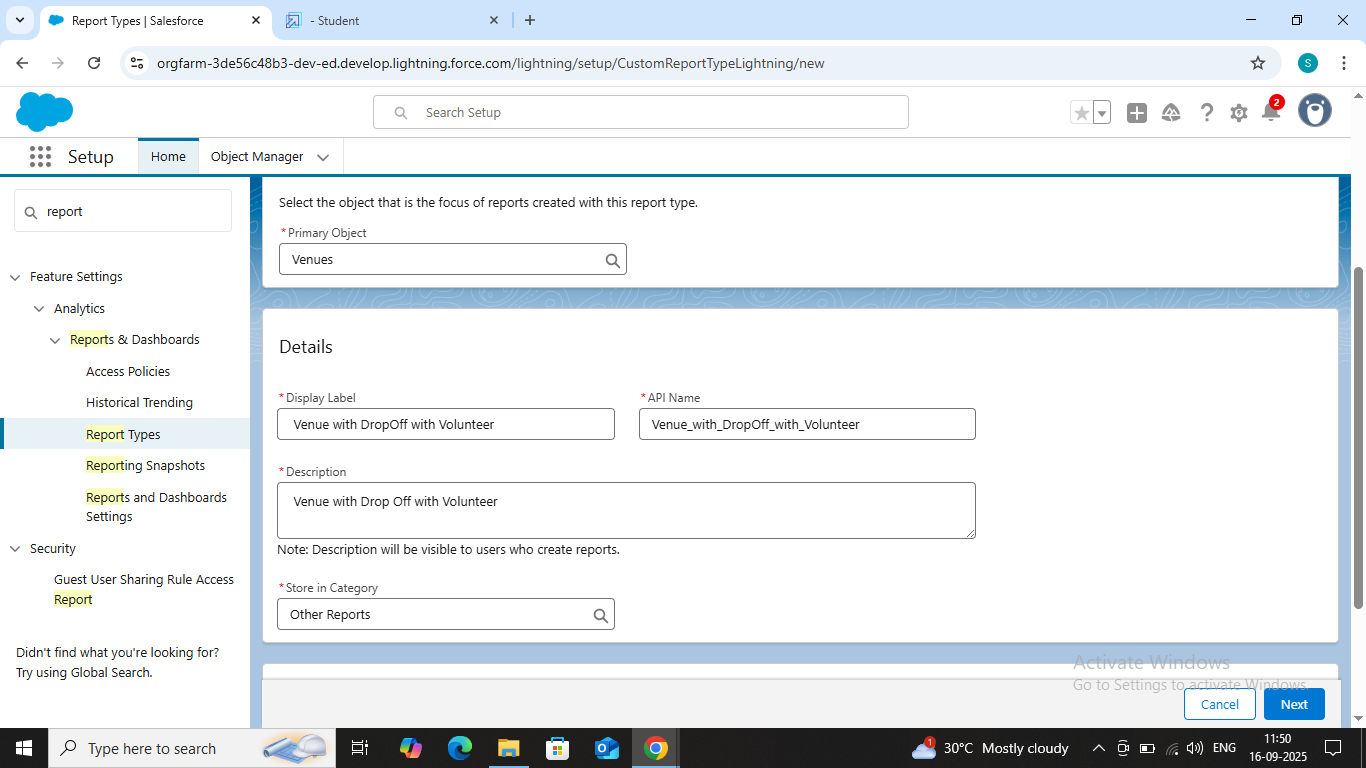 Report Types | Salesforce
- Student
orgfarm-3de56c48b3-dev-ed.develop.lightning.force.com/lightning/setup/CustomReportTypeLightning/new
S
Search Setup
2
Setup
Home
Object Manager
report
Feature Settings
Analytics
Reports & Dashboards
Access Policies
Historical Trending
Report Types
Reporting Snapshots
Reports and Dashboards
Settings
Security
Guest User Sharing Rule Access
Report
Didn't find what you're looking for?
Try using Global Search.
Select the object that is the focus of reports created with this report type.
*Primary Object
Venues
Details
*Display Label
*API Name
Venue with DropOff with Volunteer
Venue_with_DropOff_with_Volunteer
*Description
Venue with Drop Off with Volunteer
Note: Description will be visible to users who create reports.
*Store in Category
Other Reports
Activate Windows
Go to Settings to activate Windows.
Cancel
Next
Type here to search
1
30°C Mostly cloudy
ENG
11:50
16-09-2025